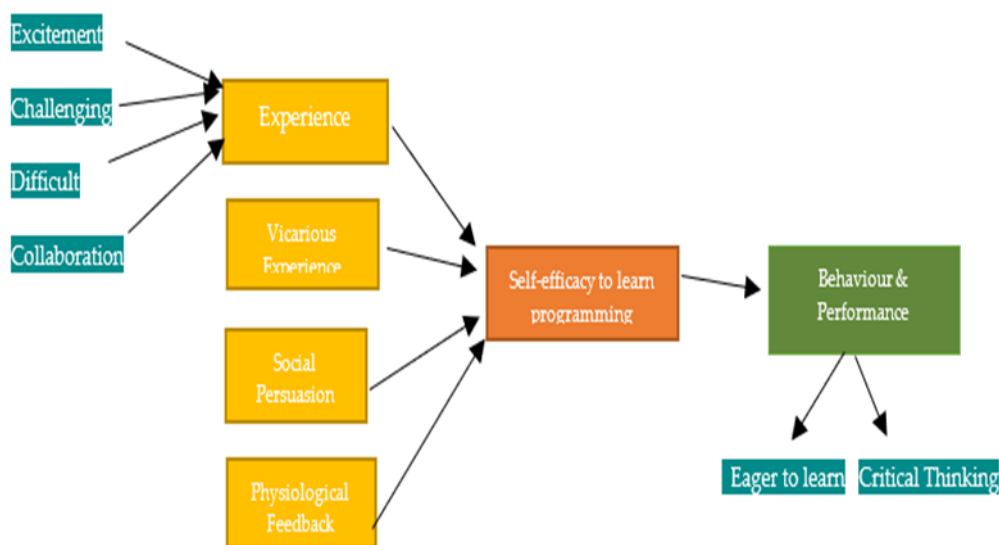 Excitement
Challenging
Difficult
Collaboration
Experience
Vicarious
Experience
Social
Persuasion
Physiological
Feedback
Self-efficacy to learn
programming
Behaviour &
Performance
Eager to learn
Critical Thinking